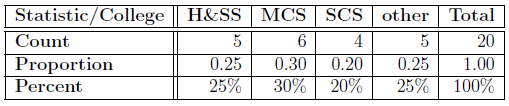 Statistic/College H&SS MCS SCS other Total
Count 5 6 4 5 20
Proportion 0.25 0.30 0.20 0.25 1.00
Percent 25% 30% 20% 25% 100%